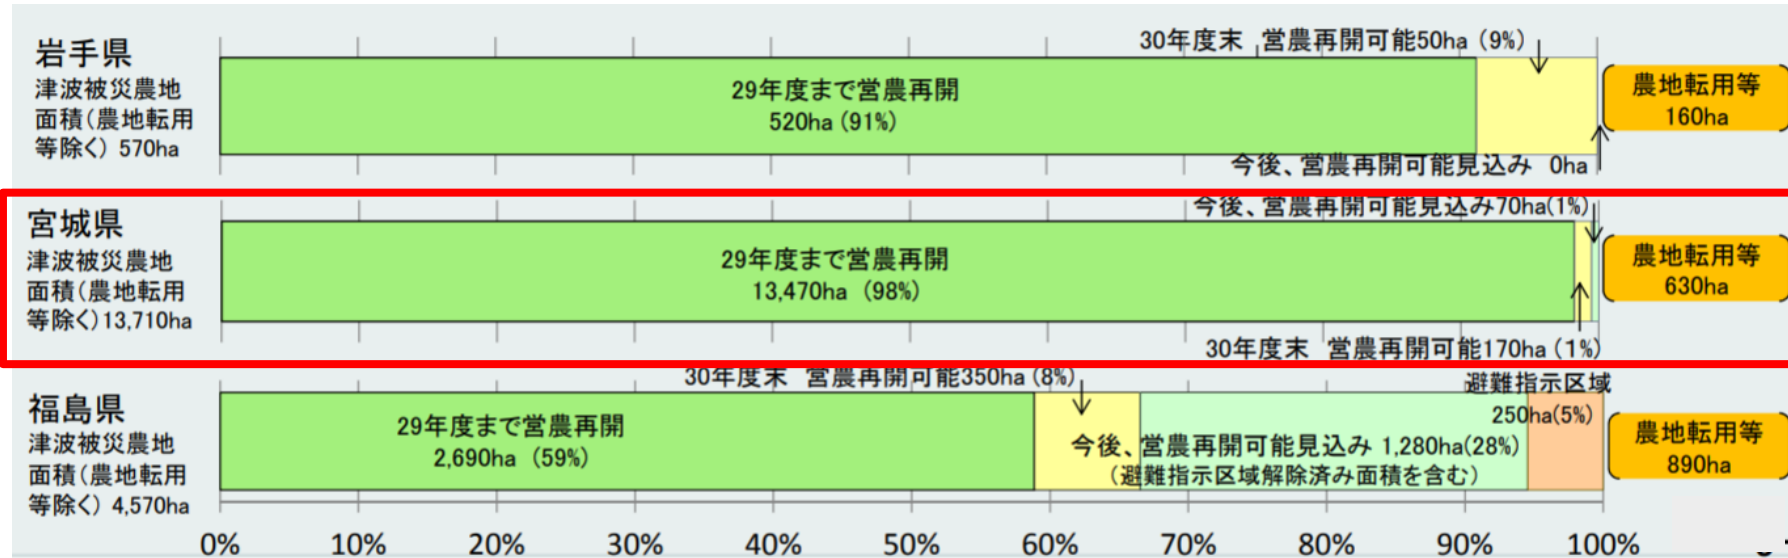 岩手県
津波被災農地
面積(農地転用
等除く) 570ha
30年度末 営農再開可能50ha (9%)
29年度まで営農再開
520ha (91%)
今後、営農再開可能見込み 0ha
農地転用等
160ha
宮城県
津波被災農地
面積(農地転用
等除く)13,710ha
今後、営農再開可能見込み70ha(1%)
29年度まで営農再開
13,470ha (98%)
30年度末 営農再開可能170ha (1%)
農地転用等
630ha
福島県
津波被災農地
面積(農地転用
等除く) 4,570ha
30年度末 営農再開可能350ha (8%)
29年度まで営農再開
2,690ha (59%)
今後、営農再開可能見込み 1,280ha(28%)
(避難指示区域解除済み面積を含む)
避難指示区域
250ha(5%)
農地転用等
890ha
0% 10% 20% 30% 40% 50% 60% 70% 80% 90% 100%